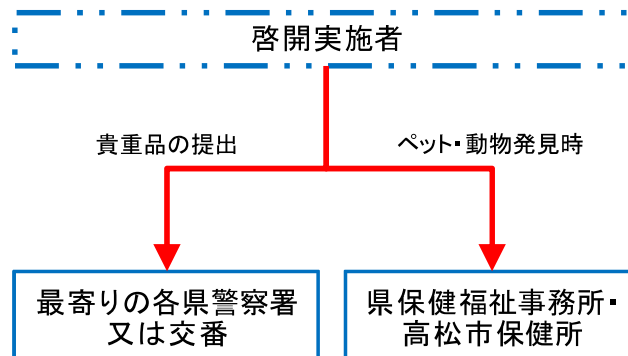 啓開実施者
貴重品の提出
ペット・動物発見時
最寄りの各県警察署
又は交番
県保健福祉事務所・
高松市保健所